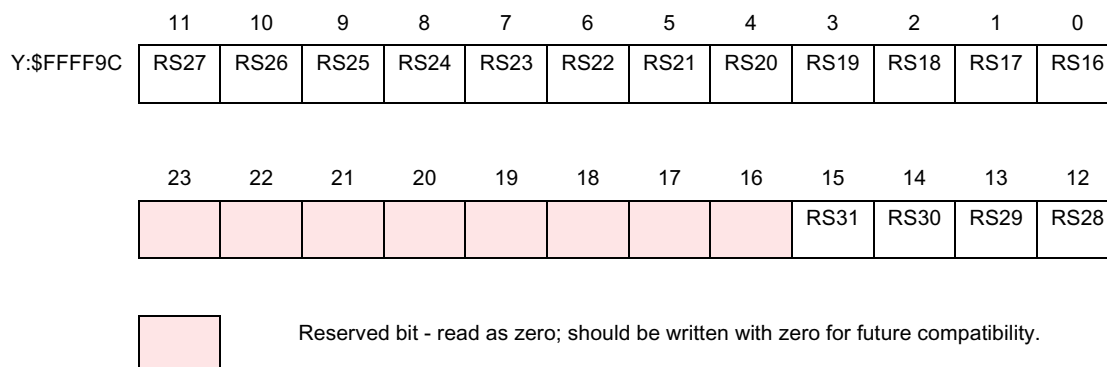 11 10 9 8 7 6 5 4 3 2 1 0
Y:$FFFF9C RS27 RS26 RS25 RS24 RS23 RS22 RS21 RS20 RS19 RS18 RS17 RS16
23 22 21 20 19 18 17 16 15 14 13 12
RS31 RS30 RS29 RS28
Reserved bit - read as zero; should be written with zero for future compatibility.